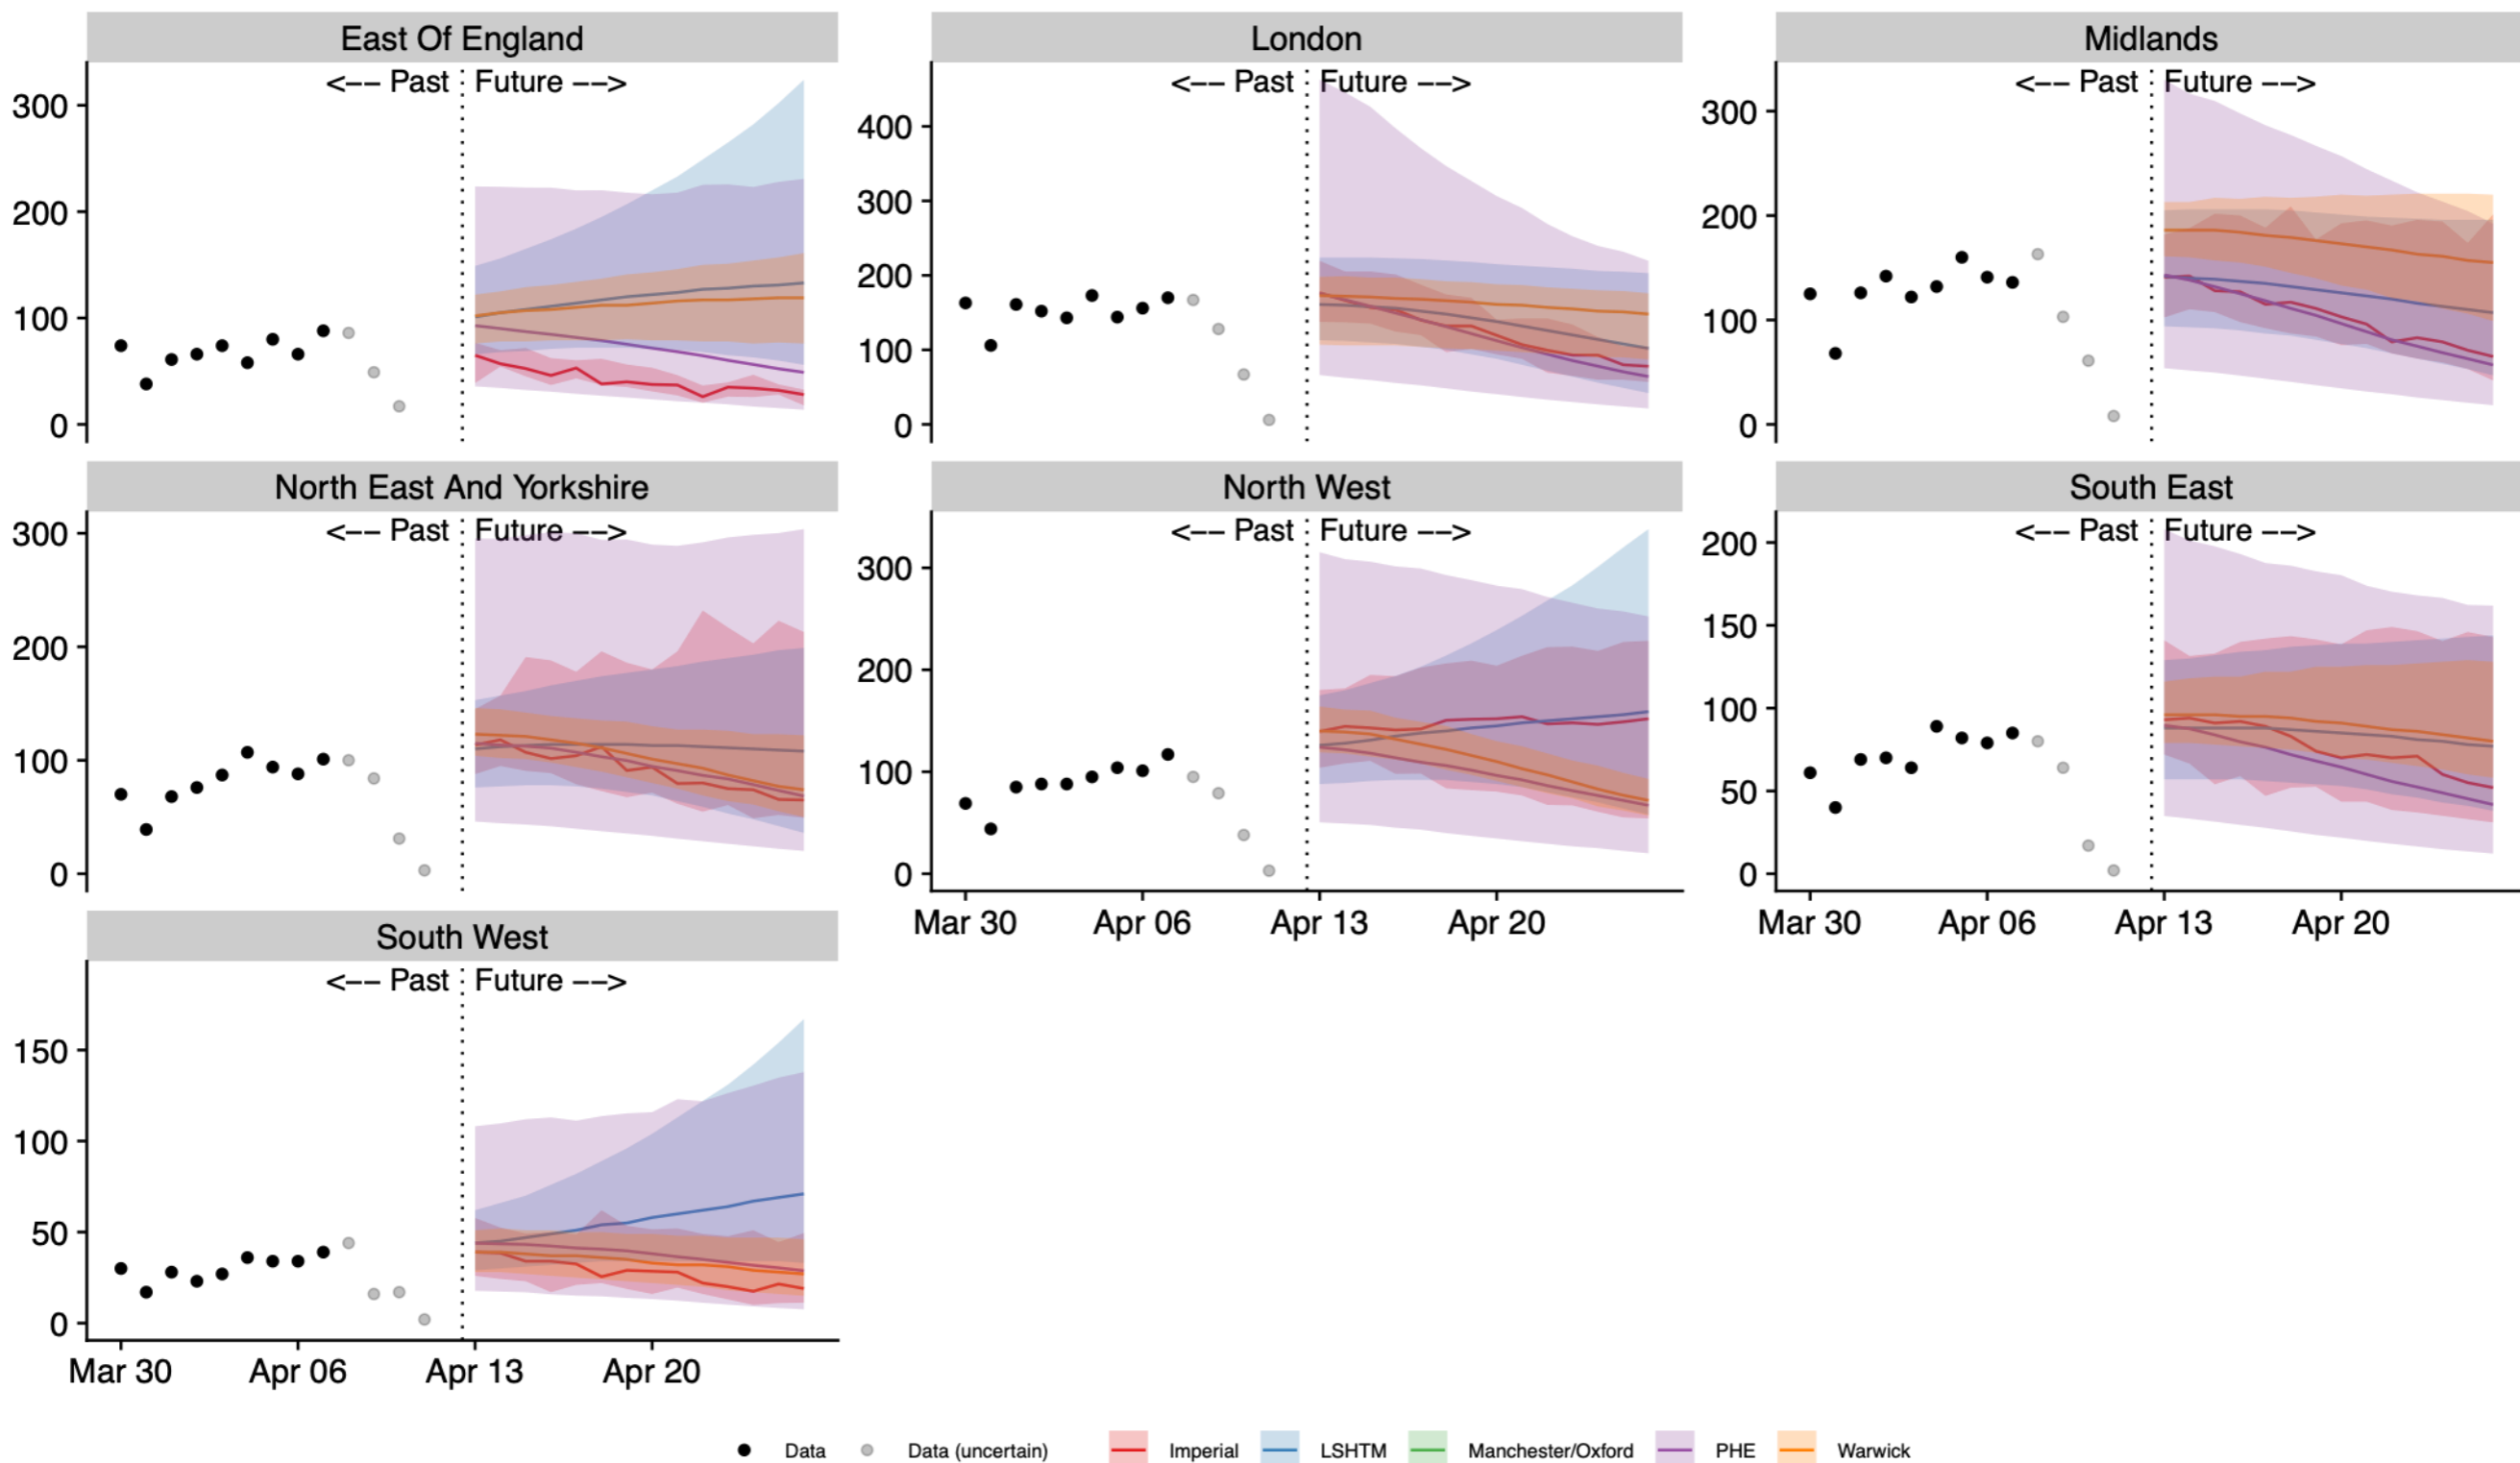 East Of England
<–– Past Future ––>
300
200
100
0
London
<–– Past Future ––>
400
300
200
100
0
Midlands
<–– Past Future ––>
300
200
100
0
North East And Yorkshire
<–– Past Future ––>
300
200
100
0
North West
<–– Past Future ––>
300
200
100
0
Mar 30 Apr 06 Apr 13 Apr 20
South East
<–– Past Future ––>
200
150
100
50
0
Mar 30 Apr 06 Apr 13 Apr 20
South West
<–– Past Future ––>
150
100
50
0
Mar 30 Apr 06 Apr 13 Apr 20
Data Data (uncertain) Imperial LSHTM Manchester/Oxford PHE Warwick